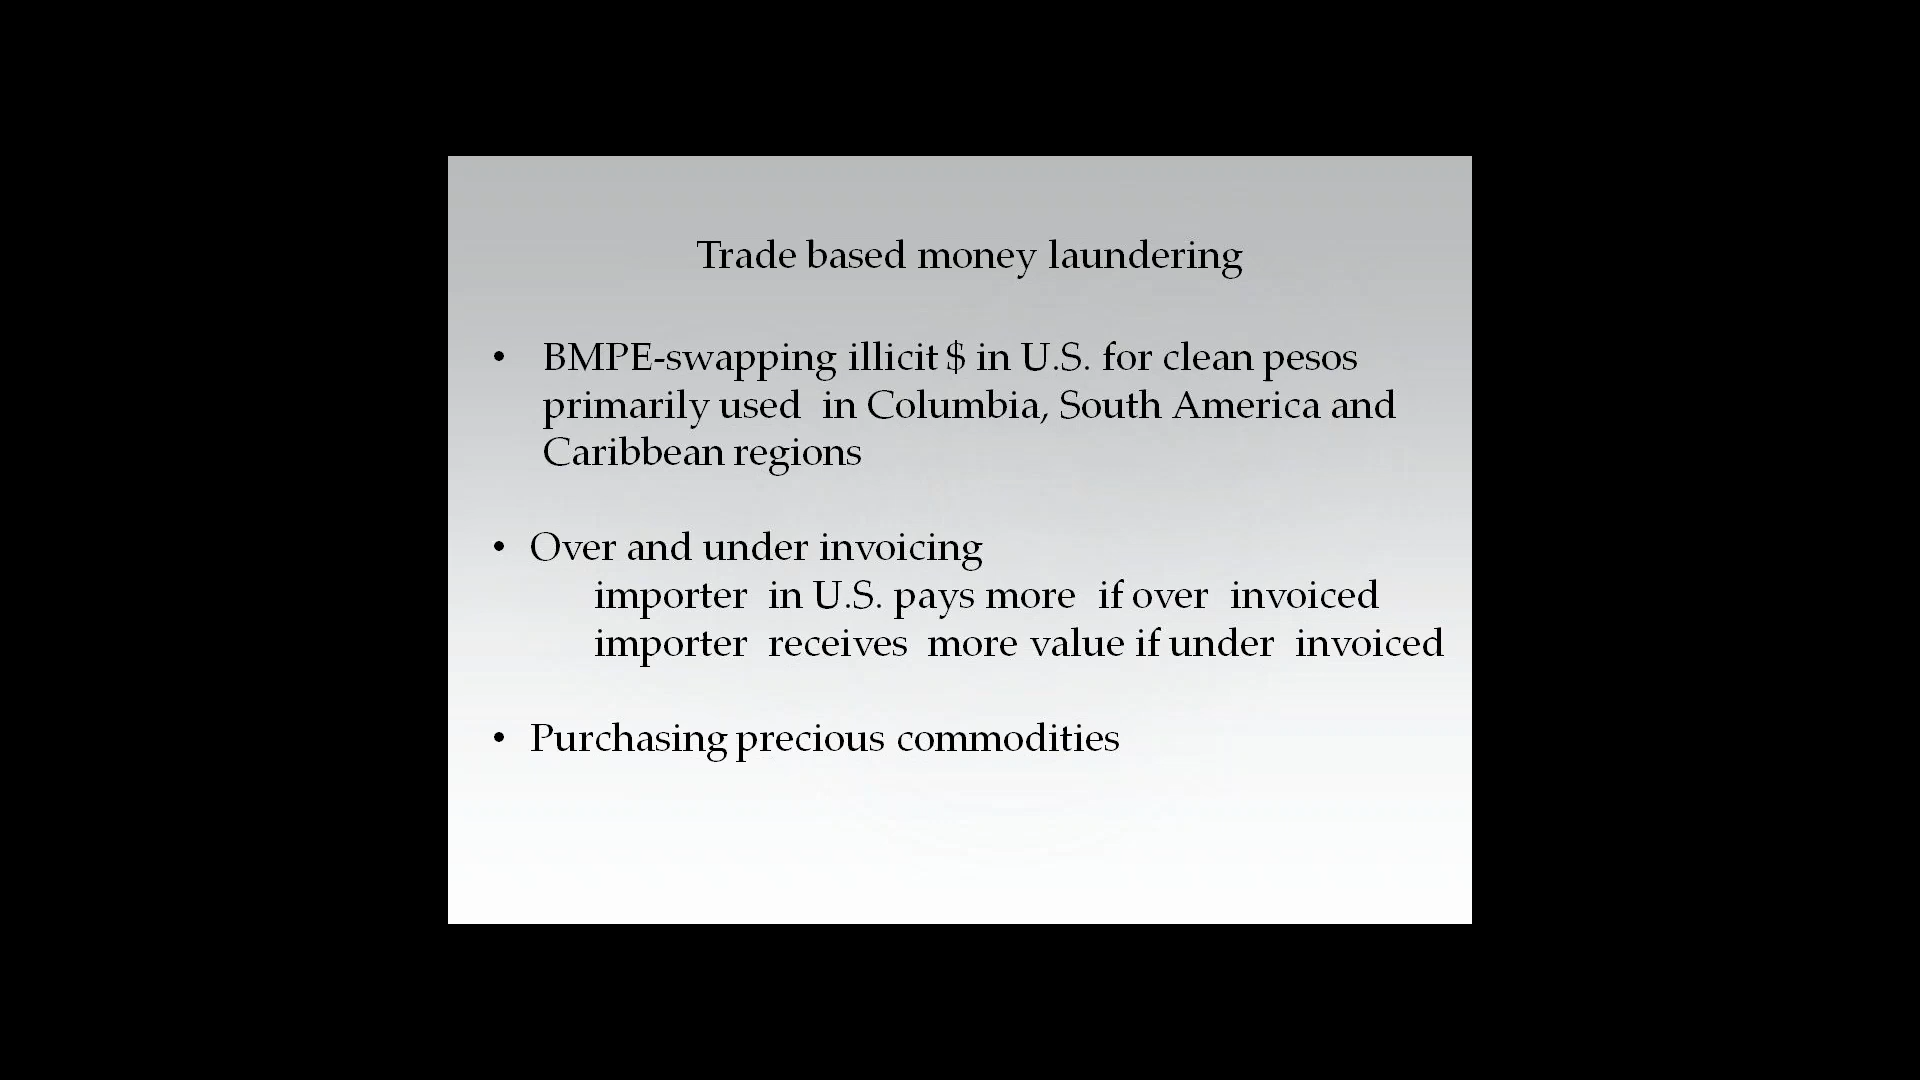 Trade based money laundering
• BMPE-swapping illicit $ in U.S. for clean pesos
primarily used in Columbia, South America and
Caribbean regions
• Over and under invoicing
importer in U.S. pays more if over invoiced
importer receives more value if under invoiced
• Purchasing precious commodities